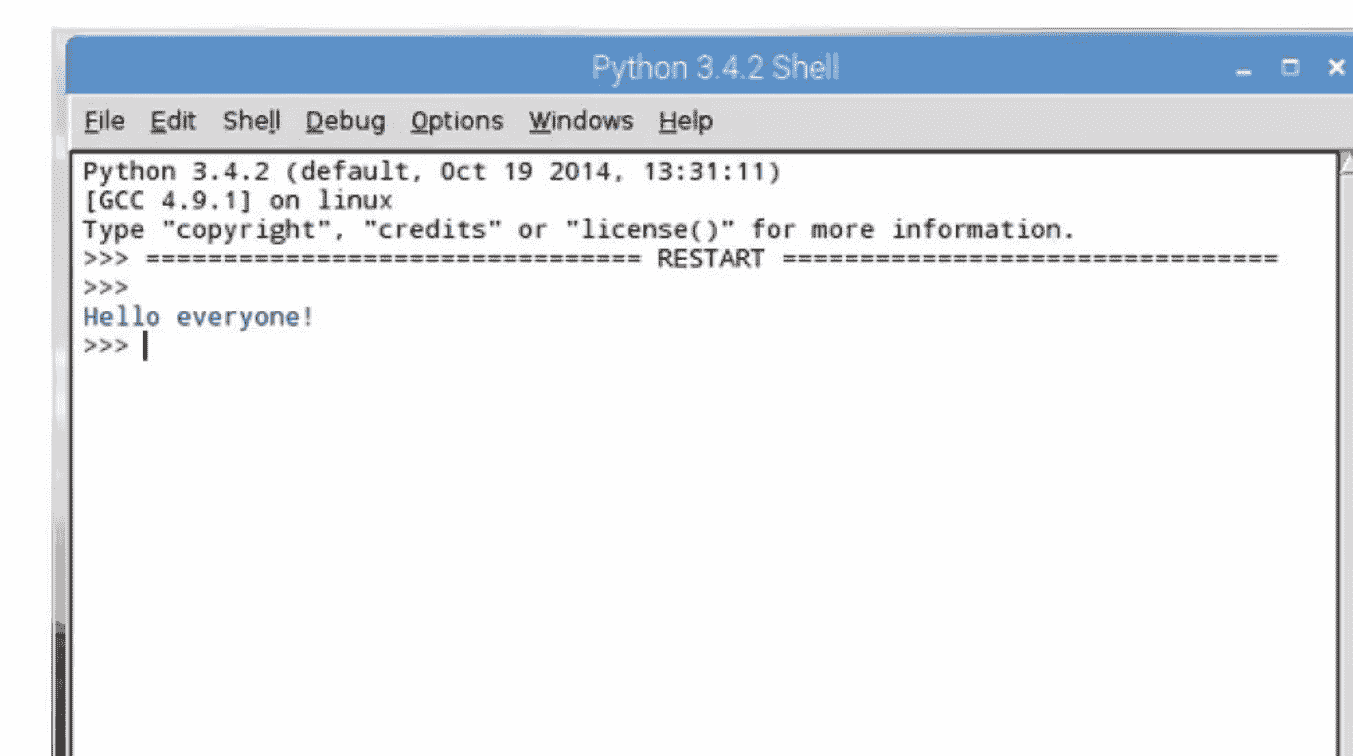 Python 3.4.2 Shell
File Edit Shell Debug Options Windows Help
Python 3.4.2 (default, Oct 19 2014, 13:31:11)
[GCC 4.9.1] on linux
Type "copyright", "credits" or "license()" for more information.
>>> ================================ RESTART ================================
>>>
Hello everyone!
>>>